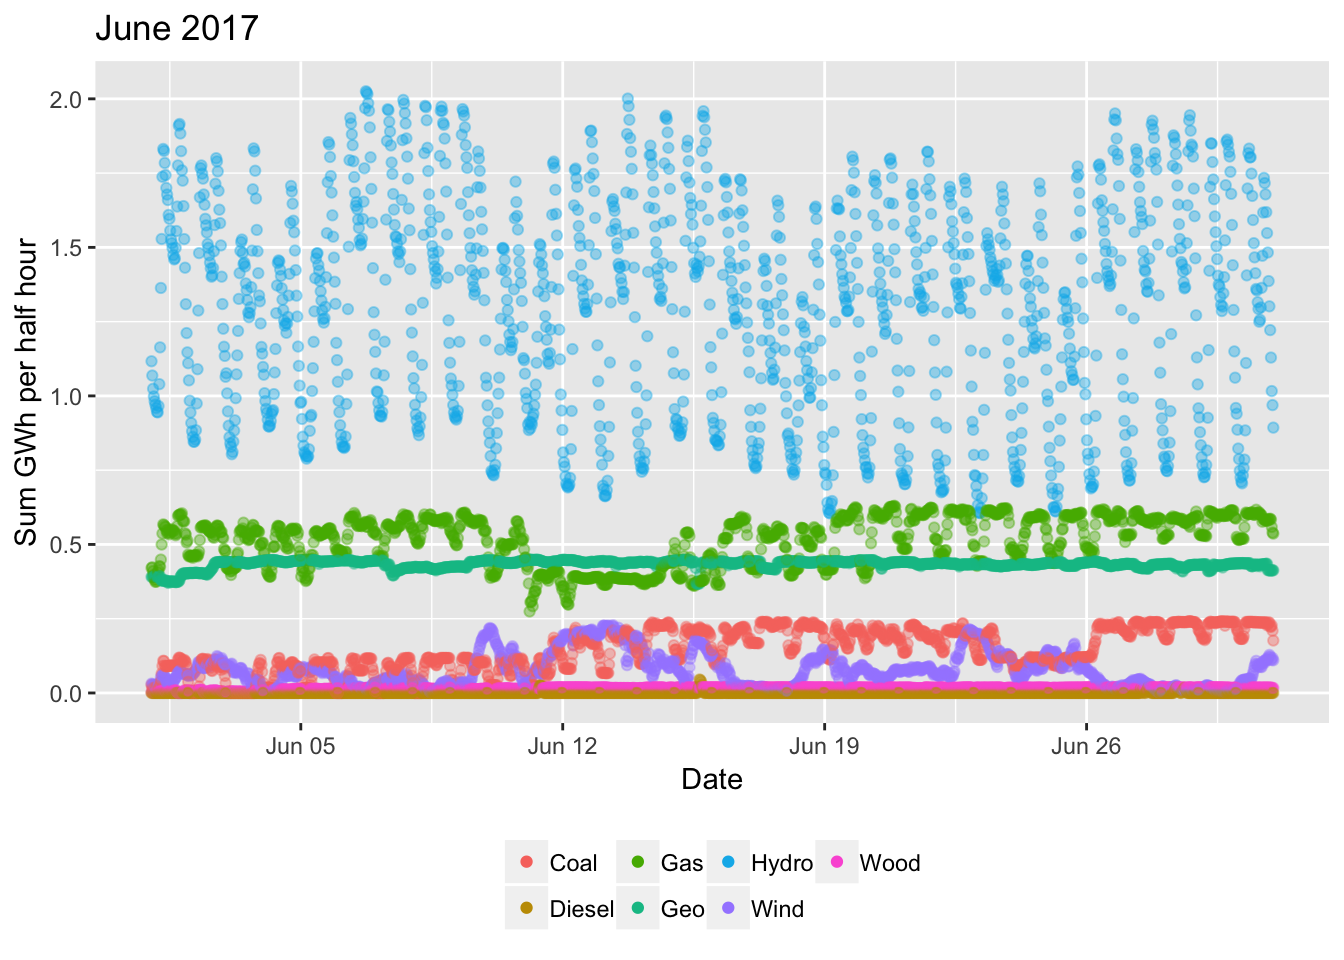 June 2017
2.0
1.5
1.0
0.5
0.0
Sum GWh per half hour
Jun 05 Jun 12 Jun 19 Jun 26
Date
Coal Gas Hydro Wood
Diesel Geo Wind